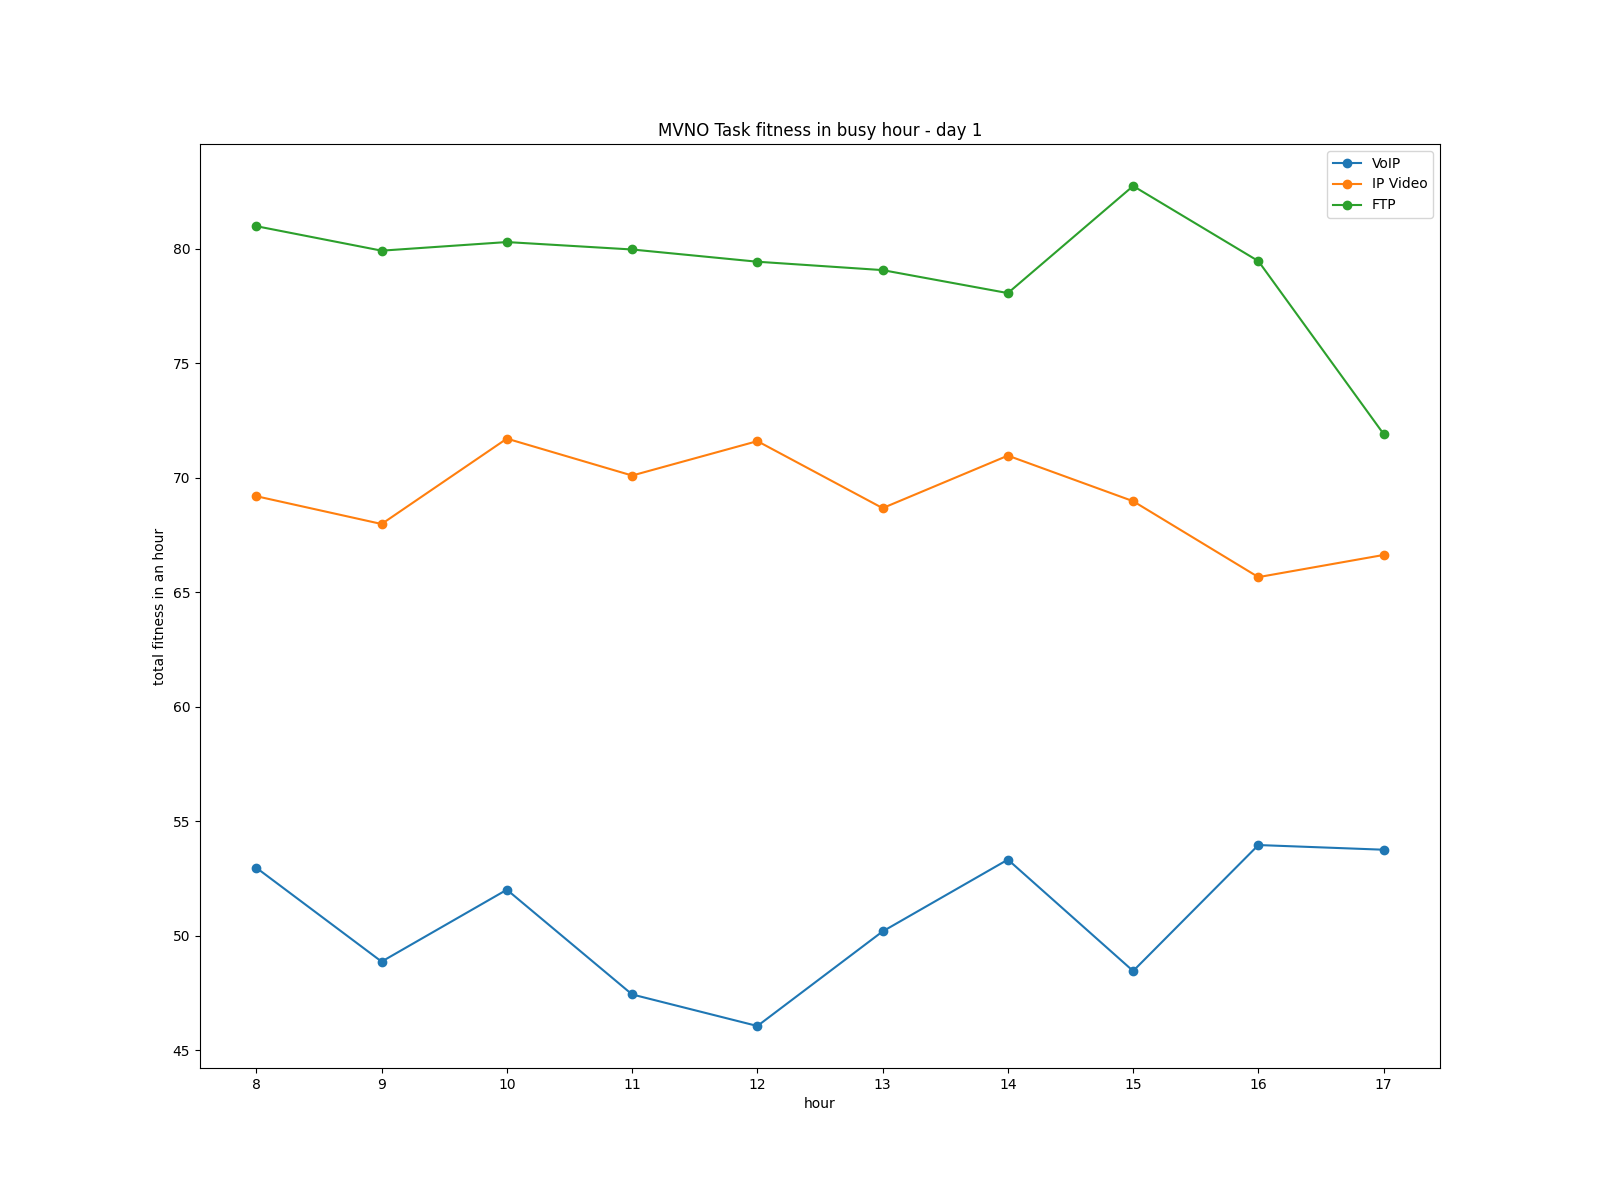 MVNO Task fitness in busy hour - day 1
VoIP
IP Video
FTP
total fitness in an hour
80
75
70
65
60
55
50
45
8 9 10 11 12 13 14 15 16 17
hour